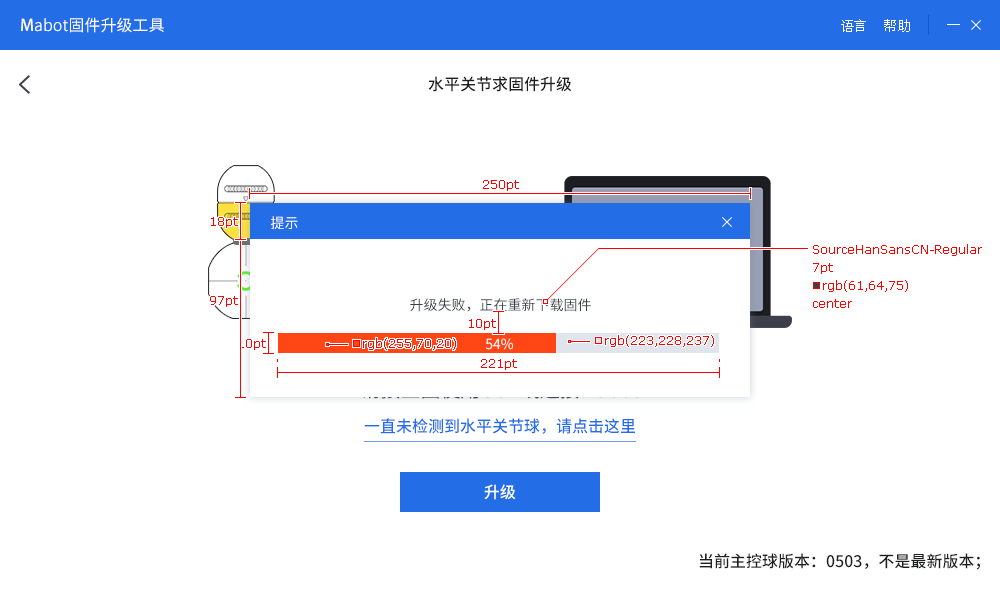 Mabot固件升级工具
语言 帮助
水平关节求固件升级
250pt
18pt
提示
SourceHanSansCN-Regular
7pt
rgb(61,64,75)
center
97pt
升级失败，正在重新下载固件
10pt
.0pt
rgb(255,70,20)
54%
rgb(223,228,237)
221pt
一直未检测到水平关节球，请点击这里
升级
当前主控球版本：0503，不是最新版本；